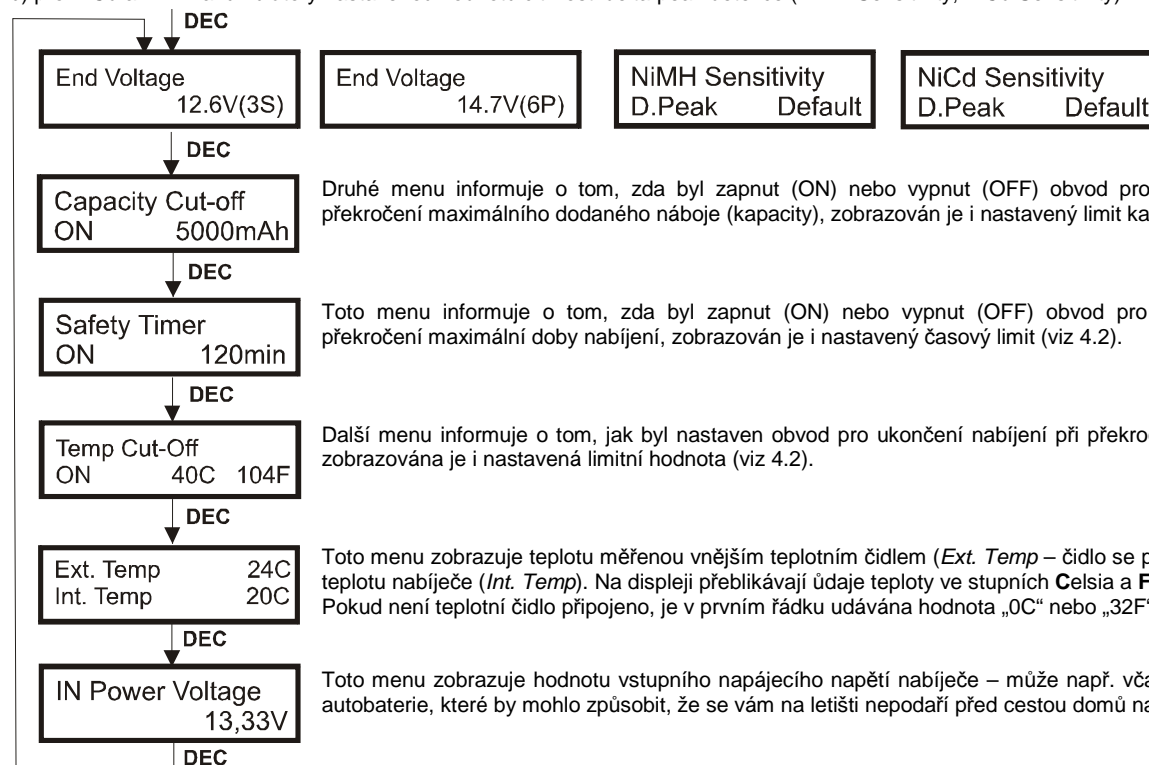 DEC
End Voltage
12.6V(3S)
End Voltage
14.7V(6P)
NiMH Sensitivity
D.Peak Default
NiCd Sensitivity
D.Peak Default
DEC
Capacity Cut-off
ON 5000mAh
Druhé menu informuje o tom, zda byl zapnut (ON) nebo vypnut (OFF) obvod pro
překročení maximálního dodaného náboje (kapacity), zobrazován je i nastavený limit ka
DEC
Safety Timer
ON 120min
Toto menu informuje o tom, zda byl zapnut (ON) nebo vypnut (OFF) obvod pro
překročení maximální doby nabíjení, zobrazován je i nastavený časový limit (viz 4.2).
DEC
Temp Cut-Off
ON 40C 104F
Další menu informuje o tom, jak byl nastaven obvod pro ukončení nabíjení při překro
zobrazována je i nastavená limitní hodnota (viz 4.2).
DEC
Ext. Temp 24C
Int. Temp 20C
Toto menu zobrazuje teplotu měřenou vnějším teplotním čidlem (Ext. Temp – čidlo se p
teplotu nabíječe (Int. Temp). Na displeji přeblikávají ůdaje teploty ve stupních Celsia a F
Pokud není teplotní čidlo připojeno, je v prvním řádku udávána hodnota „0C“ nebo „32F“
DEC
IN Power Voltage
13,33V
Toto menu zobrazuje hodnotu vstupního napájecího napětí nabíječe – může např. vča
autobaterie, které by mohlo způsobit, že se vám na letišti nepodaří před cestou domů na
DEC